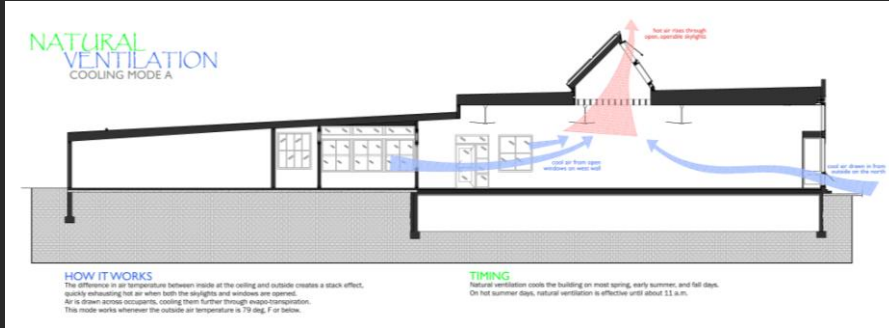 NATURAL
VENTILATION
COOLING MODE A
hot air rises through
open, operable skylights
cool air from open
windows on west wall
cool air drawn in from
outside on the north
HOW IT WORKS
The difference in air temperature between inside at the ceiling and outside creates a stack effect,
quickly exhausting hot air when both the skylights and windows are opened.
Air is drawn across occupants, cooling them further through evapo-transpiration.
This mode works whenever the outside air temperature is 79 deg. F or below.
TIMING
Natural ventilation cools the building on most spring, early summer, and fall days.
On hot summer days, natural ventilation is effective until about 11 a.m.